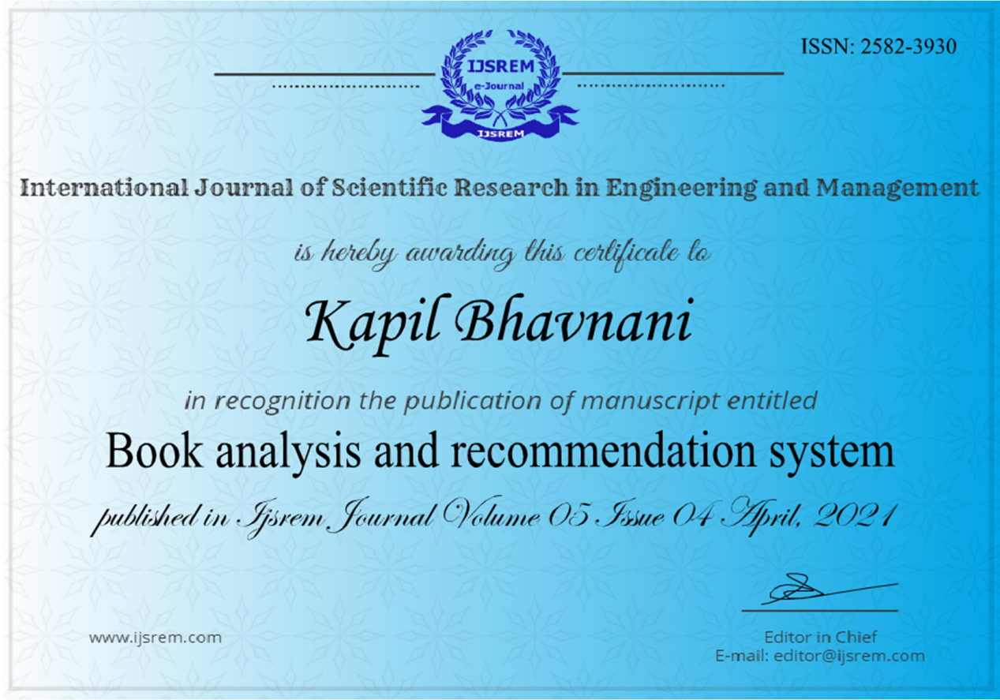 ISSN: 2582-3930
IJSREM
e-Journal
IJSREM
International Journal of Scientific Research in Engineering and Management
is hereby awarding this certificate to
Kapil Bhavnani
in recognition the publication of manuscript entitled
Book analysis and recommendation system
published in Ijsrem Journal Volume 05 Issue 04 April, 2021
www.ijsrem.com
Editor in Chief
E-mail: editor@ijsrem.com